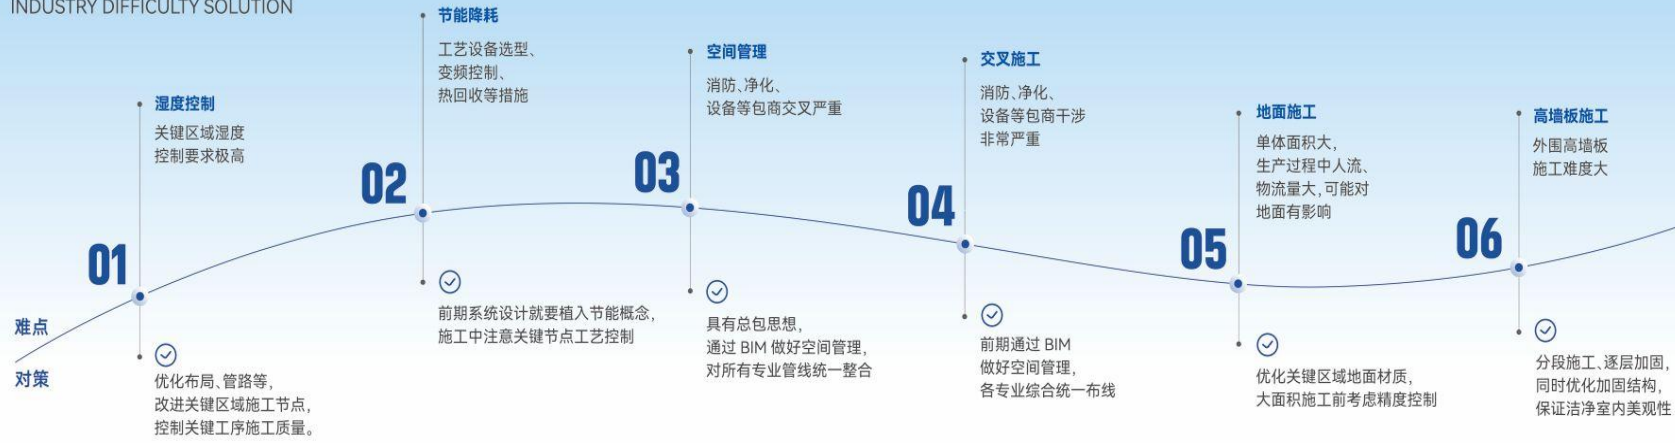 INDUSTRY DIFFICULTY SOLUTION
难点
对策
01
湿度控制
关键区域湿度
控制要求极高
优化布局、管路等，
改进关键区域施工节点，
控制关键工序施工质量。
02
节能降耗
工艺设备选型、
变频控制、
热回收等措施
前期系统设计就要植入节能概念，
施工中注意关键节点工艺控制
03
空间管理
消防、净化、
设备等包商交叉严重
具有总包思想，
通过 BIM 做好空间管理，
对所有专业管线统一整合
04
交叉施工
消防、净化、
设备等包商干涉
非常严重
前期通过 BIM
做好空间管理，
各专业综合统一布线
05
地面施工
单体面积大，
生产过程中人流、
物流量大，可能对
地面有影响
优化关键区域地面材质，
大面积施工前考虑精度控制
06
高墙板施工
外围高墙板
施工难度大
分段施工、逐层加固，
同时优化加固结构，
保证洁净室内美观性